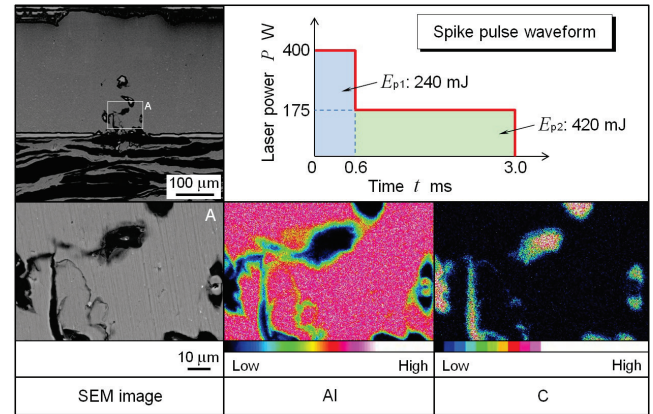 A
100 μm
Spike pulse waveform
Laser power P W
400
175
0
0.6
3.0
Time t ms
Ep1: 240 mJ
Ep2: 420 mJ
A
10 μm
Low High
Low High
SEM image
Al
C